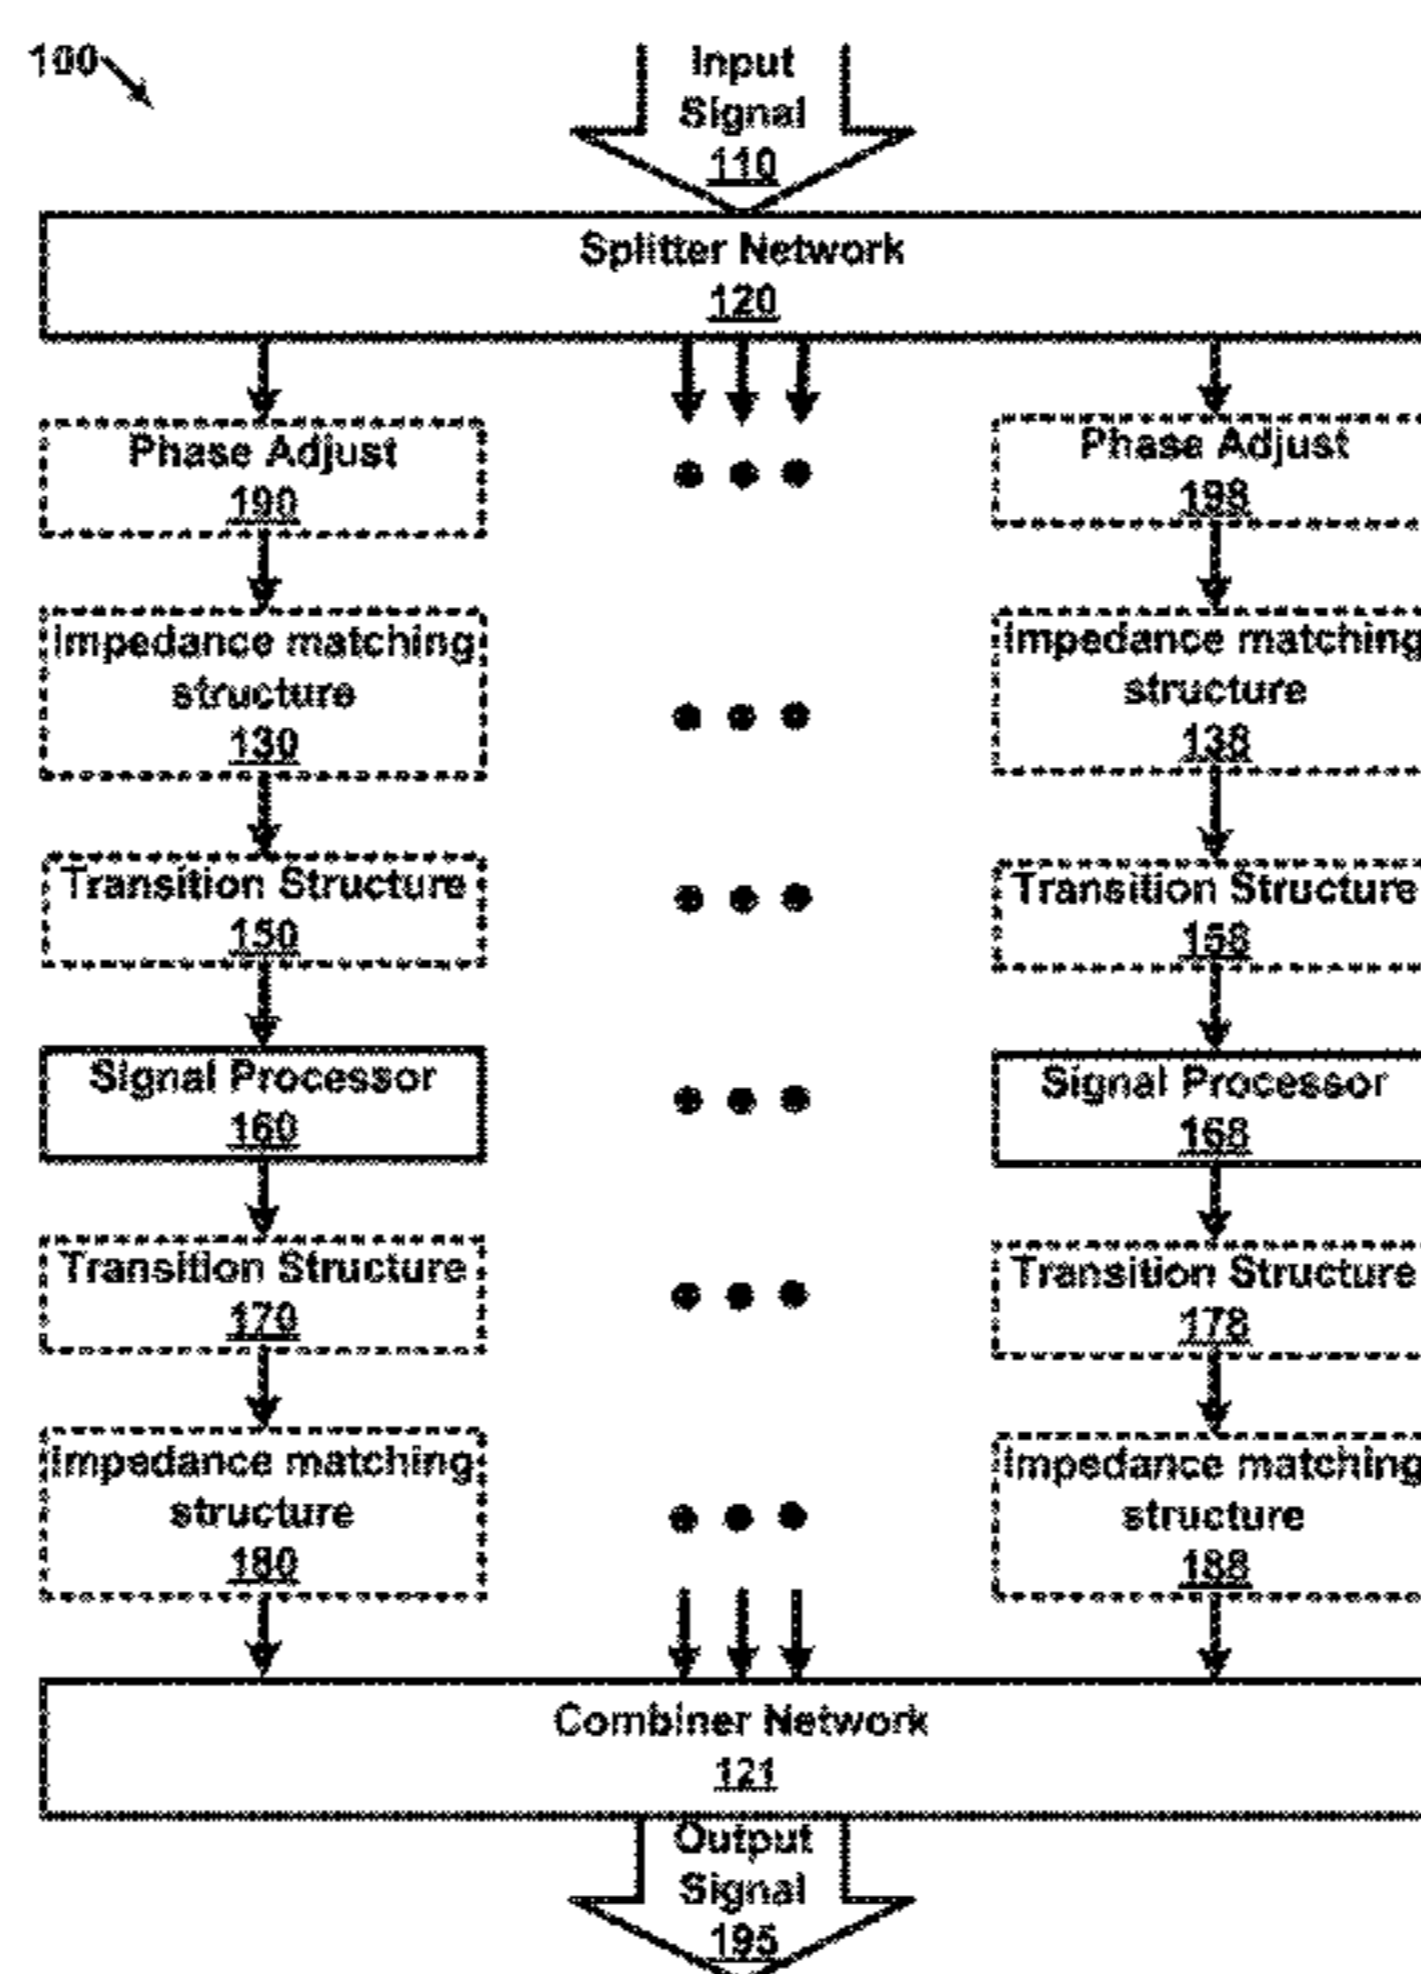 100
Input
Signal
110
Splitter Network
120
Phase Adjust
190
Phase Adjust
198
Impedance matching
structure
130
Impedance matching
structure
138
Transition Structure
150
Transition Structure
158
Signal Processor
160
Signal Processor
168
Transition Structure
170
Transition Structure
178
Impedance matching
structure
180
Impedance matching
structure
188
Combiner Network
121
Output
Signal
195